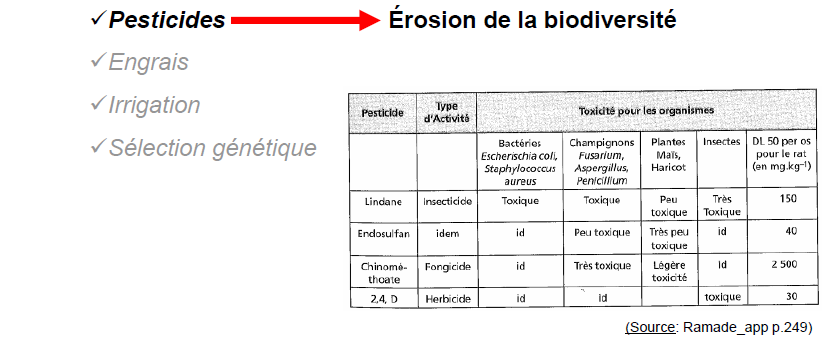 ✓Pesticides → Érosion de la biodiversité
✓Engrais
✓Irrigation
✓Sélection génétique
Pesticide | Type d'Activité | Toxicité pour les organismes
Bactéries Escherischia coli, Staphylococcus aureus | Champignons Fusarium, Aspergillus, Penicillium | Plantes Maïs, Haricot | Insectes | DL 50 per os pour le rat (en mg.kg⁻¹)
Lindane | Insecticide | Toxique | Toxique | Peu toxique | Très Toxique | 150
Endosulfan | idem | id | Peu toxique | Très peu toxique | id | 40
Chinomé-thoate | Fongicide | id | Très toxique | Légère toxicité | Id | 2 500
2,4, D | Herbicide | id | id | | toxique | 30
(Source: Ramade_app p.249)